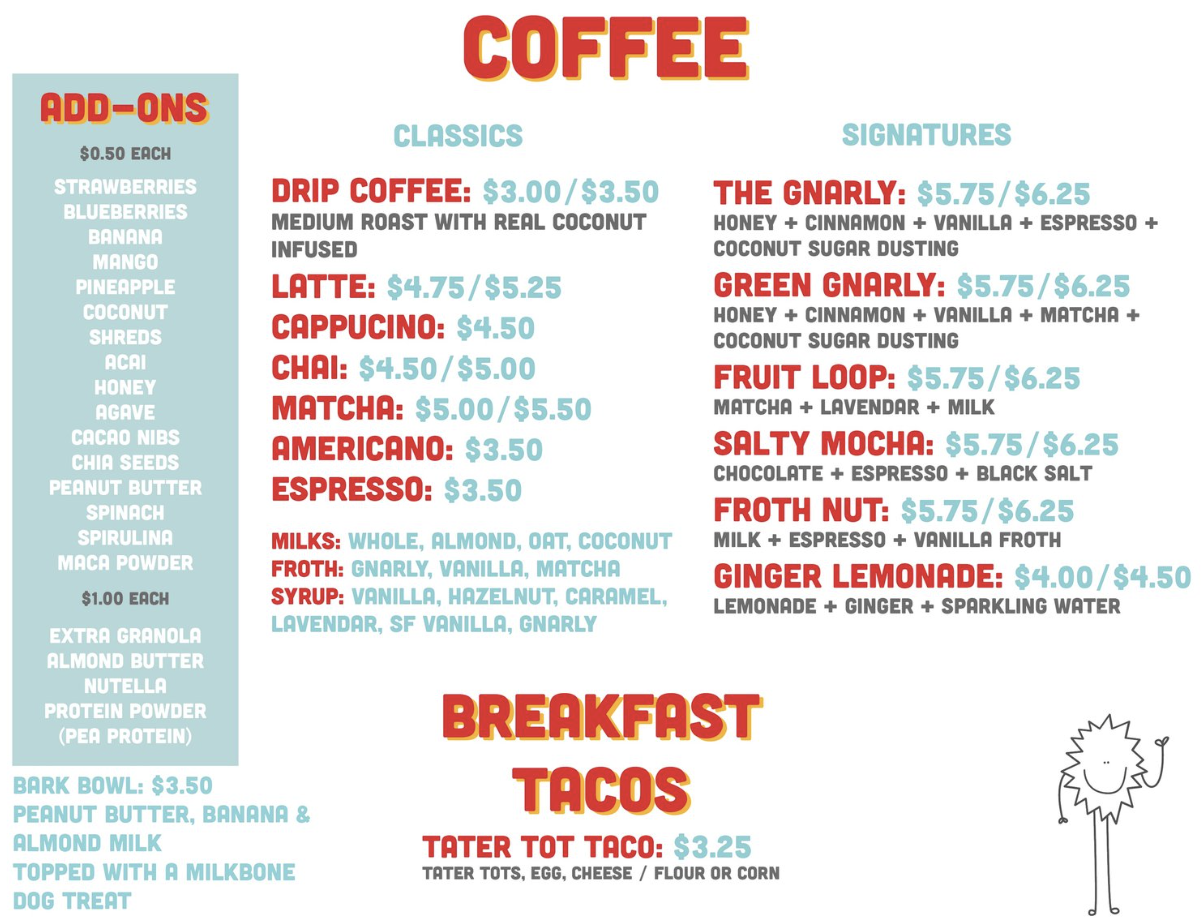 COFFEE
ADD-ONS
$0.50 EACH
STRAWBERRIES
BLUEBERRIES
BANANA
MANGO
PINEAPPLE
COCONUT
SHREDS
ACAI
HONEY
AGAVE
CACAO NIBS
CHIA SEEDS
PEANUT BUTTER
SPINACH
SPIRULINA
MACA POWDER
$1.00 EACH
EXTRA GRANOLA
ALMOND BUTTER
NUTELLA
PROTEIN POWDER
(PEA PROTEIN)
BARK BOWL: $3.50
PEANUT BUTTER, BANANA &
ALMOND MILK
TOPPED WITH A MILKBONE
DOG TREAT
CLASSICS
DRIP COFFEE: $3.00/$3.50
MEDIUM ROAST WITH REAL COCONUT
INFUSED
LATTE: $4.75/$5.25
CAPPUCINO: $4.50
CHAI: $4.50/$5.00
MATCHA: $5.00/$5.50
AMERICANO: $3.50
ESPRESSO: $3.50
MILKS: WHOLE, ALMOND, OAT, COCONUT
FROTH: GNARLY, VANILLA, MATCHA
SYRUP: VANILLA, HAZELNUT, CARAMEL,
LAVENDAR, SF VANILLA, GNARLY
SIGNATURES
THE GNARLY: $5.75/$6.25
HONEY + CINNAMON + VANILLA + ESPRESSO +
COCONUT SUGAR DUSTING
GREEN GNARLY: $5.75/$6.25
HONEY + CINNAMON + VANILLA + MATCHA +
COCONUT SUGAR DUSTING
FRUIT LOOP: $5.75/$6.25
MATCHA + LAVENDAR + MILK
SALTY MOCHA: $5.75/$6.25
CHOCOLATE + ESPRESSO + BLACK SALT
FROTH NUT: $5.75/$6.25
MILK + ESPRESSO + VANILLA FROTH
GINGER LEMONADE: $4.00/$4.50
LEMONADE + GINGER + SPARKLING WATER
BREAKFAST
TACOS
TATER TOT TACO: $3.25
TATER TOTS, EGG, CHEESE / FLOUR OR CORN